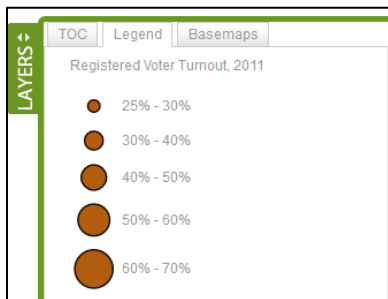 LAYERS
TOC Legend Basemaps
Registered Voter Turnout, 2011
25% - 30%
30% - 40%
40% - 50%
50% - 60%
60% - 70%